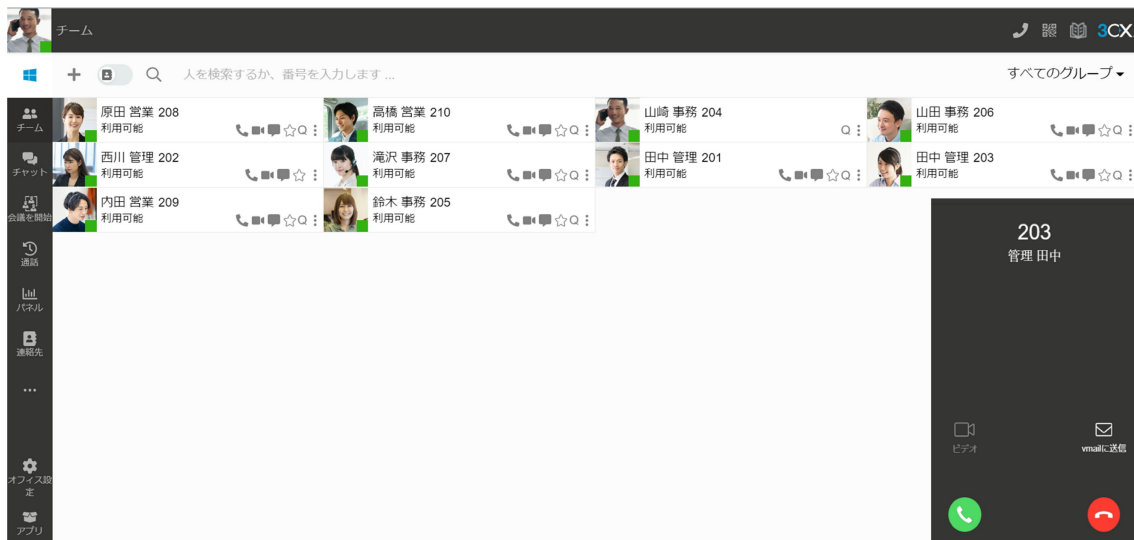 チーム
3CX
人を検索するか、番号を入力します ...
すべてのグループ
チーム
チャット
会議を開始
通話
パネル
連絡先
オフィス設
定
アプリ
原田 営業 208
利用可能
高橋 営業 210
利用可能
山崎 事務 204
利用可能
山田 事務 206
利用可能
西川 管理 202
利用可能
滝沢 事務 207
利用可能
田中 管理 201
利用可能
田中 管理 203
利用可能
内田 営業 209
利用可能
鈴木 事務 205
利用可能
203
管理 田中
ビデオ
vmailに送信